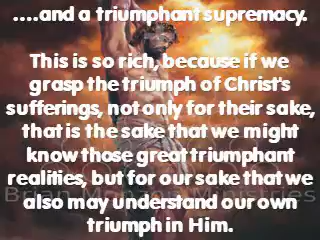 ....and a triumphant supremacy.
This is so rich, because if we
grasp the triumph of Christ's
sufferings, not only for their sake,
that is the sake that we might
know those great triumphant
realities, but for our sake that we
also may understand our own
triumph in Him.